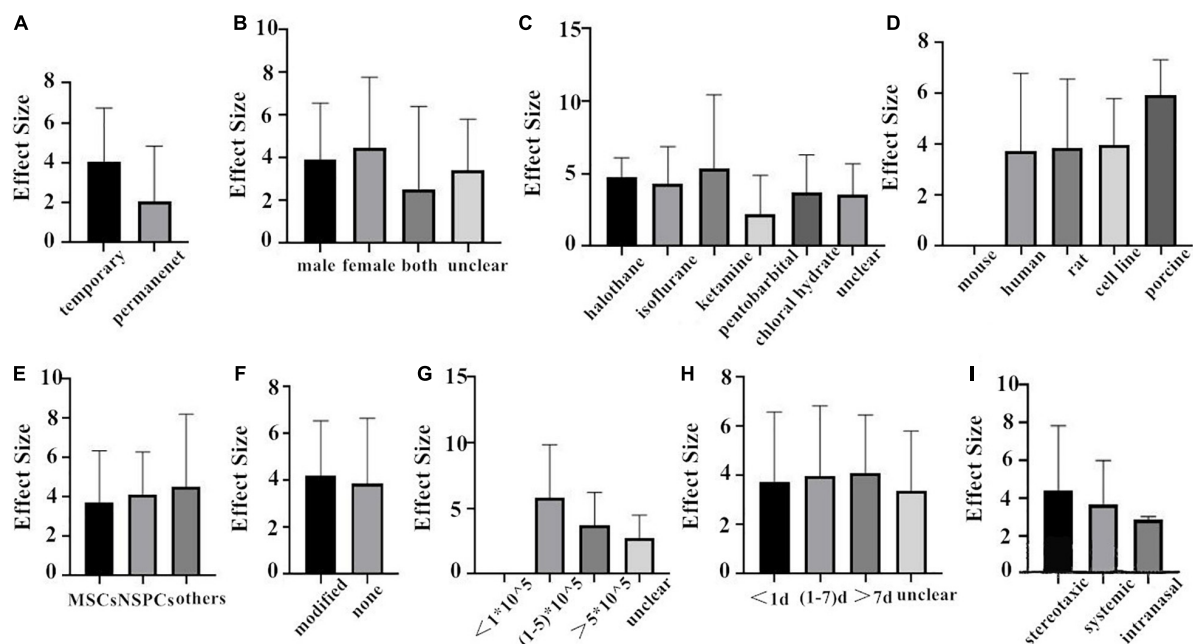 A
Effect Size
8
6
4
2
0
temporary
permanenet
B
Effect Size
10
8
6
4
2
0
male female both unclear
C
Effect Size
15
10
5
0
halothane
isoflurane
ketamine
pentobarbital
chloral hydrate
unclear
D
Effect Size
8
6
4
2
0
mouse
human
rat
cell line
porcine
E
Effect Size
10
8
6
4
2
0
MSCsNSPCsothers
F
Effect Size
8
6
4
2
0
modified
none
G
Effect Size
15
10
5
0
<1*10^5
(1-5)*10^5
>5*10^5
unclear
H
Effect Size
8
6
4
2
0
<1d (1-7)d >7d unclear
I
Effect Size
10
8
6
4
2
0
stereotaxic
systemic
intranasal